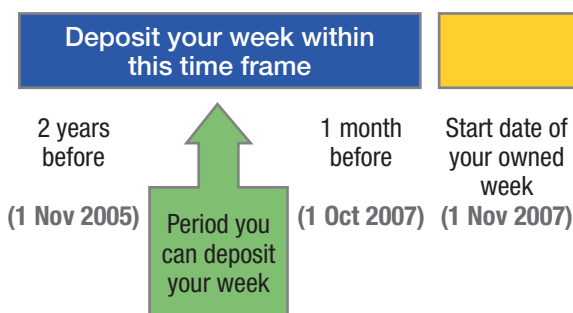 Deposit your week within
this time frame
2 years
before
(1 Nov 2005)
Period you
can deposit
your week
1 month
before
(1 Oct 2007)
Start date of
your owned
week
(1 Nov 2007)